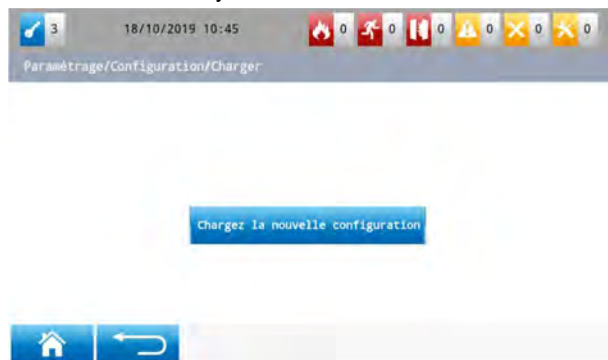 3 18/10/2019 10:45 0 0 0 0 0 0
Paramétrage/Configuration/Charger
Chargez la nouvelle configuration